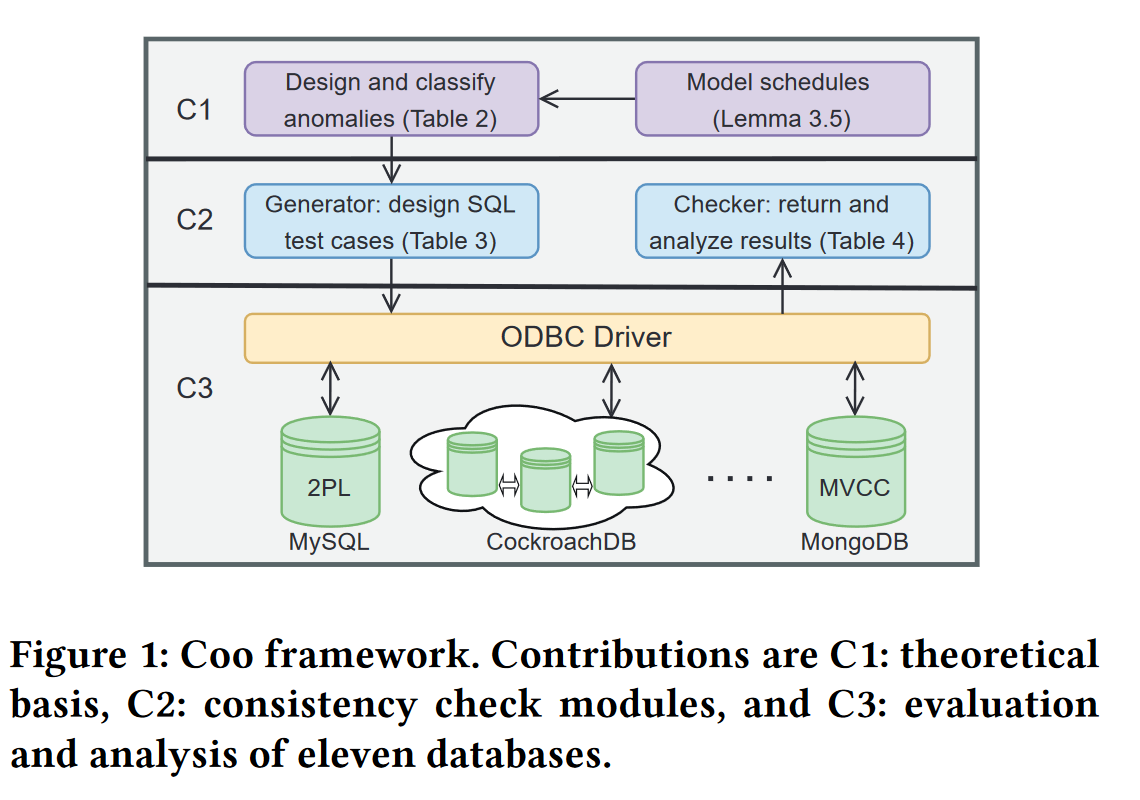 C1
Design and classify
anomalies (Table 2)
Model schedules
(Lemma 3.5)
C2
Generator: design SQL
test cases (Table 3)
Checker: return and
analyze results (Table 4)
C3
ODBC Driver
2PL
MySQL
CockroachDB
. . . .
MVCC
MongoDB
Figure 1: Coo framework. Contributions are C1: theoretical
basis, C2: consistency check modules, and C3: evaluation
and analysis of eleven databases.